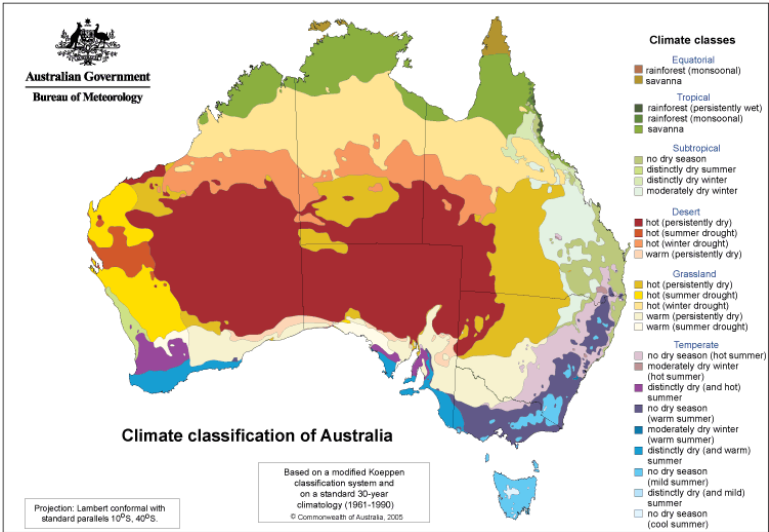 Australian Government
Bureau of Meteorology
Climate classes
Equatorial
rainforest (monsoonal)
savanna
Tropical
rainforest (persistently wet)
rainforest (monsoonal)
savanna
Subtropical
no dry season
distinctly dry summer
distinctly dry winter
moderately dry winter
Desert
hot (persistently dry)
hot (summer drought)
hot (winter drought)
warm (persistently dry)
Grassland
hot (persistently dry)
hot (summer drought)
hot (winter drought)
warm (persistently dry)
warm (summer drought)
Temperate
no dry season (hot summer)
moderately dry winter
(hot summer)
distinctly dry (and hot)
summer
no dry season
(warm summer)
moderately dry winter
(warm summer)
distinctly dry (and warm)
summer
no dry season
(mild summer)
distinctly dry (and mild)
summer
no dry season
(cool summer)
Climate classification of Australia
Based on a modified Koeppen
classification system and
on a standard 30-year
climatology (1961-1990)
© Commonwealth of Australia, 2005
Projection: Lambert conformal with
standard parallels 10°S, 40°S.